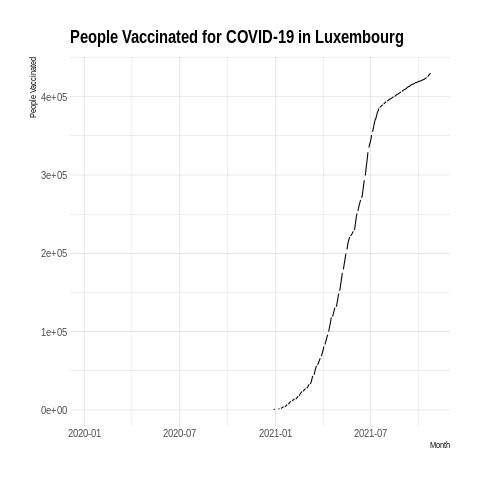 People Vaccinated for COVID-19 in Luxembourg
People Vaccinated
4e+05
3e+05
2e+05
1e+05
0e+00
2020-01 2020-07 2021-01 2021-07
Month